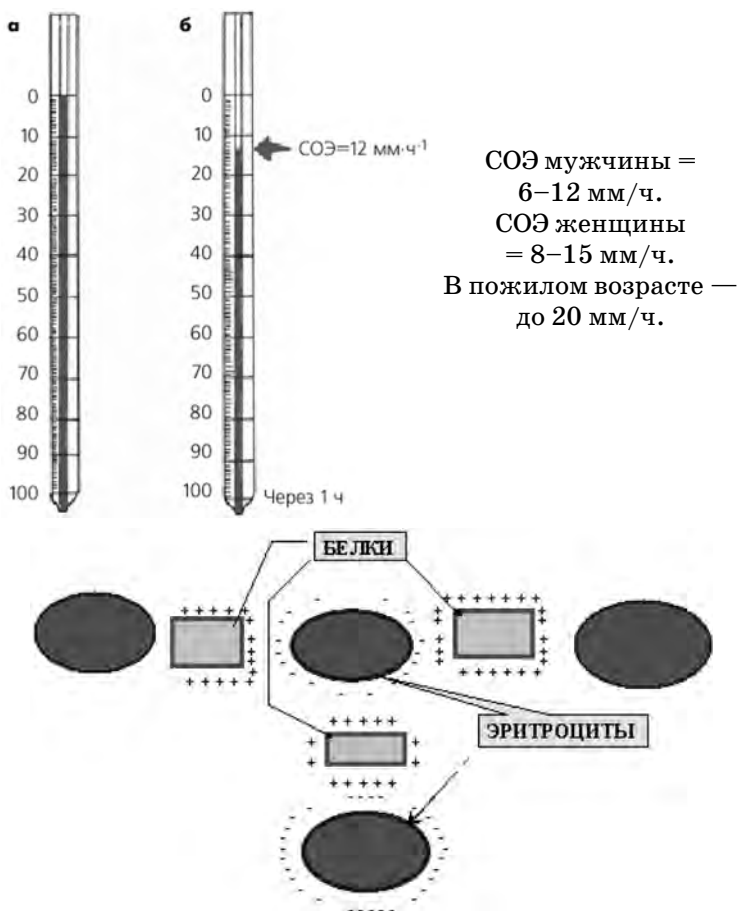 а
0
10
20
30
40
50
60
70
80
90
100
б
0
10
20
30
40
50
60
70
80
90
100
СОЭ=12 мм·ч⁻¹
Через 1 ч
СОЭ мужчины =
6–12 мм/ч.
СОЭ женщины
= 8–15 мм/ч.
В пожилом возрасте —
до 20 мм/ч.
БЕЛКИ
ЭРИТРОЦИТЫ